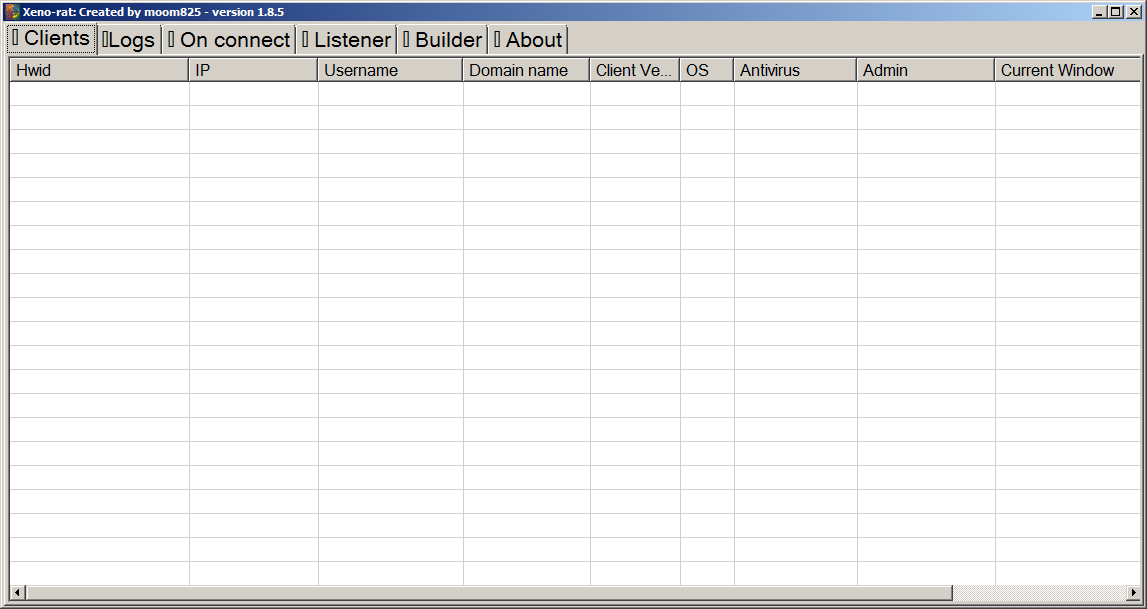 Xeno-rat: Created by moom825 - version 1.8.5
Clients Logs On connect Listener Builder About
Hwid IP Username Domain name Client Ve... OS Antivirus Admin Current Window